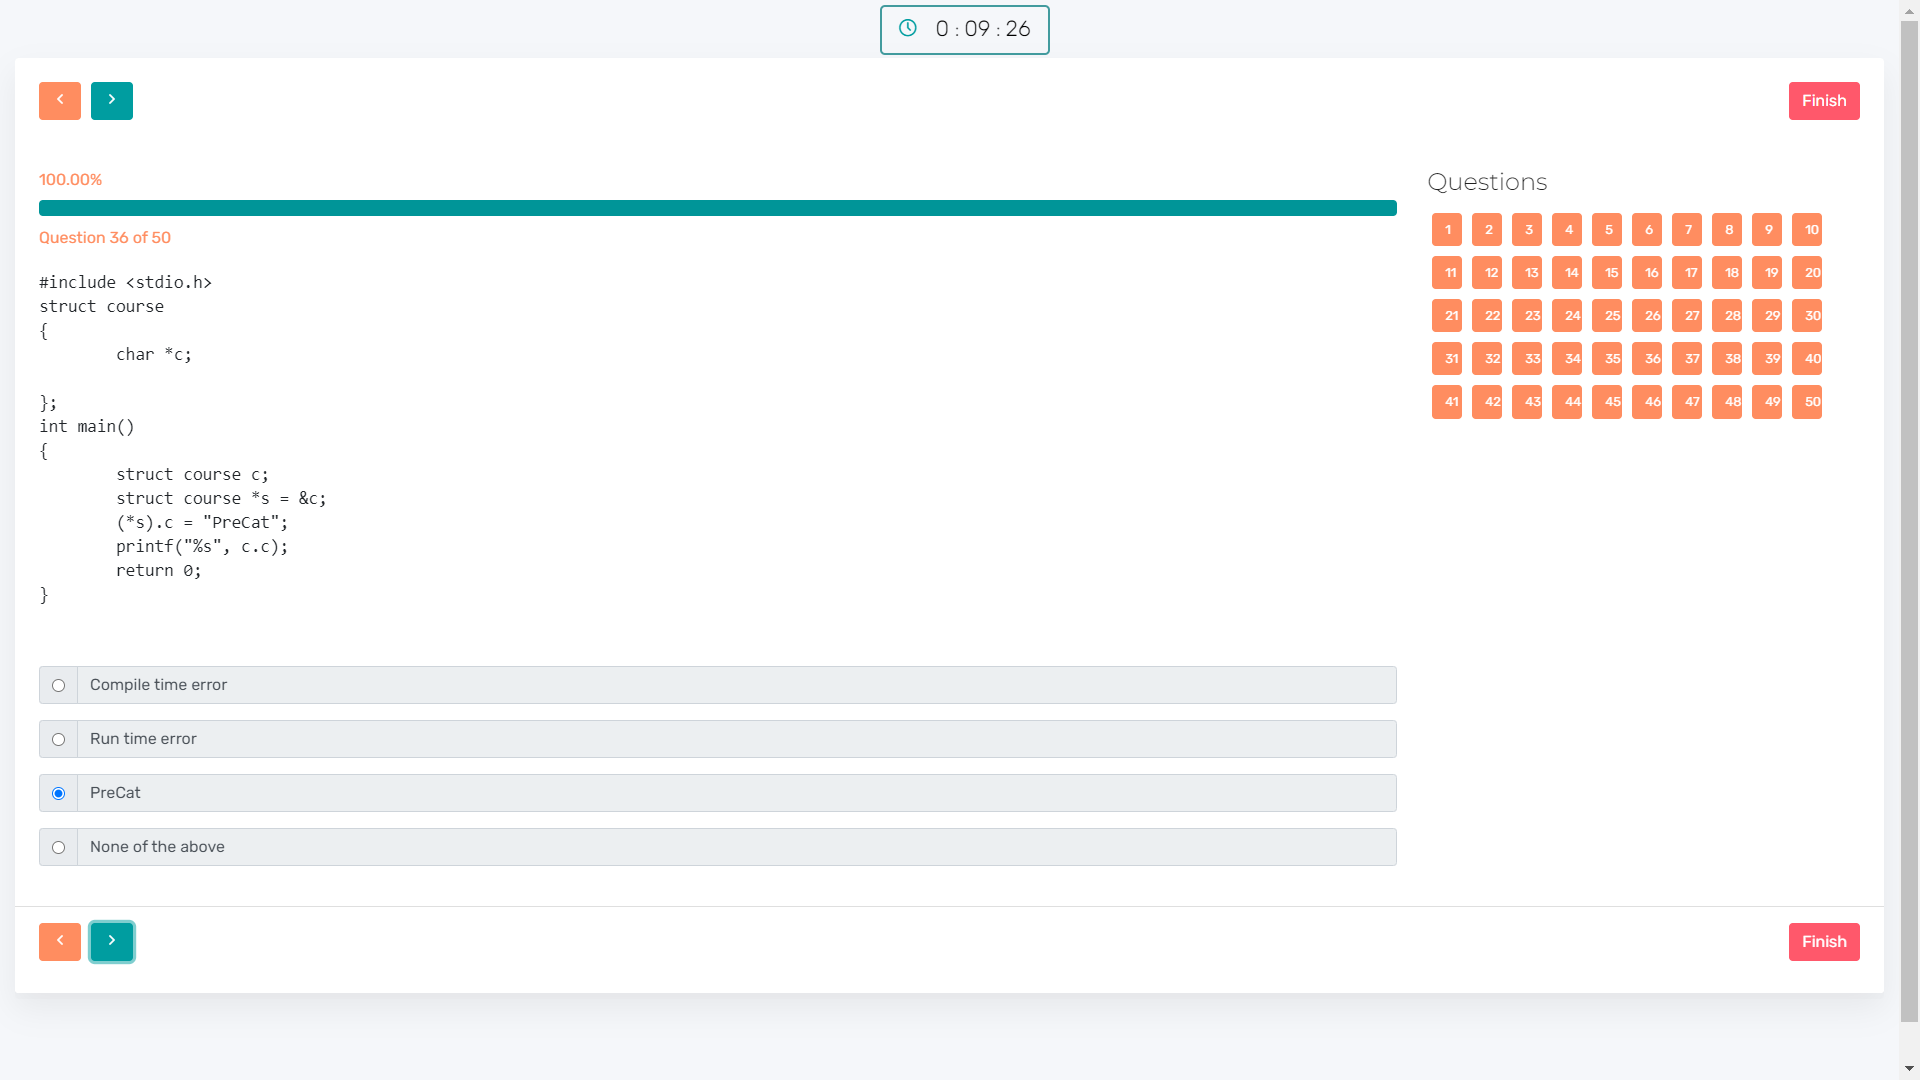 0 : 09 : 26
Finish
100.00%
Question 36 of 50
#include <stdio.h>
struct course
{
        char *c;

};
int main()
{
        struct course c;
        struct course *s = &c;
        (*s).c = "PreCat";
        printf("%s", c.c);
        return 0;
}
Compile time error
Run time error
PreCat
None of the above
Questions
1 2 3 4 5 6 7 8 9 10
11 12 13 14 15 16 17 18 19 20
21 22 23 24 25 26 27 28 29 30
31 32 33 34 35 36 37 38 39 40
41 42 43 44 45 46 47 48 49 50
Finish